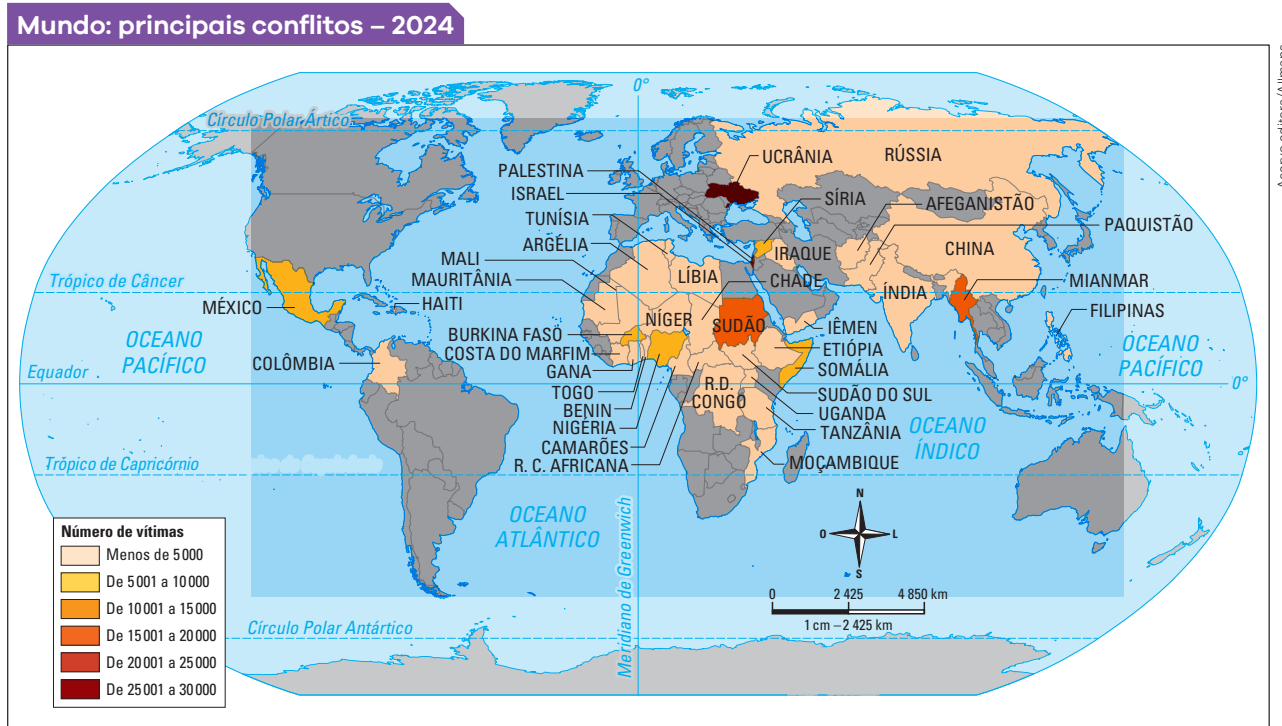 Mundo: principais conflitos – 2024
Acervo editora/Allmaps
0°
Círculo Polar Ártico
UCRÂNIA
RÚSSIA
PALESTINA
ISRAEL
SÍRIA
AFEGANISTÃO
TUNÍSIA
PAQUISTÃO
ARGÉLIA
IRAQUE
CHINA
MALI
LÍBIA
CHADE
Trópico de Câncer
MAURITÂNIA
MIANMAR
MÉXICO
HAITI
ÍNDIA
FILIPINAS
NÍGER
SUDÃO
IÊMEN
OCEANO
PACÍFICO
BURKINA FASO
ETIÓPIA
OCEANO
PACÍFICO
COSTA DO MARFIM
SOMÁLIA
COLÔMBIA
GANA
Equador
0°
TOGO
R.D.
CONGO
SUDÃO DO SUL
BENIN
UGANDA
NIGÉRIA
TANZÂNIA
OCEANO
ÍNDICO
CAMARÕES
R. C. AFRICANA
MOÇAMBIQUE
Trópico de Capricórnio
OCEANO
ATLÂNTICO
Meridiano de Greenwich
N
O
L
S
Número de vítimas
Menos de 5 000
De 5 001 a 10 000
De 10 001 a 15 000
De 15 001 a 20 000
De 20 001 a 25 000
De 25 001 a 30 000
0 2 425 4 850 km
1 cm – 2 425 km
Círculo Polar Antártico